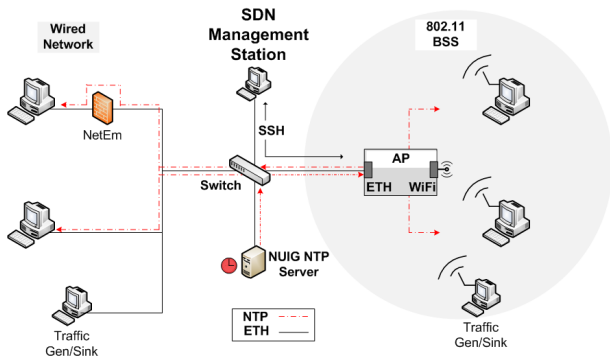 Wired
Network
SDN
Management
Station
802.11
BSS
NetEm
SSH
AP
ETH WiFi
Switch
NUIG NTP
Server
Traffic
Gen/Sink
NTP
ETH
Traffic
Gen/Sink